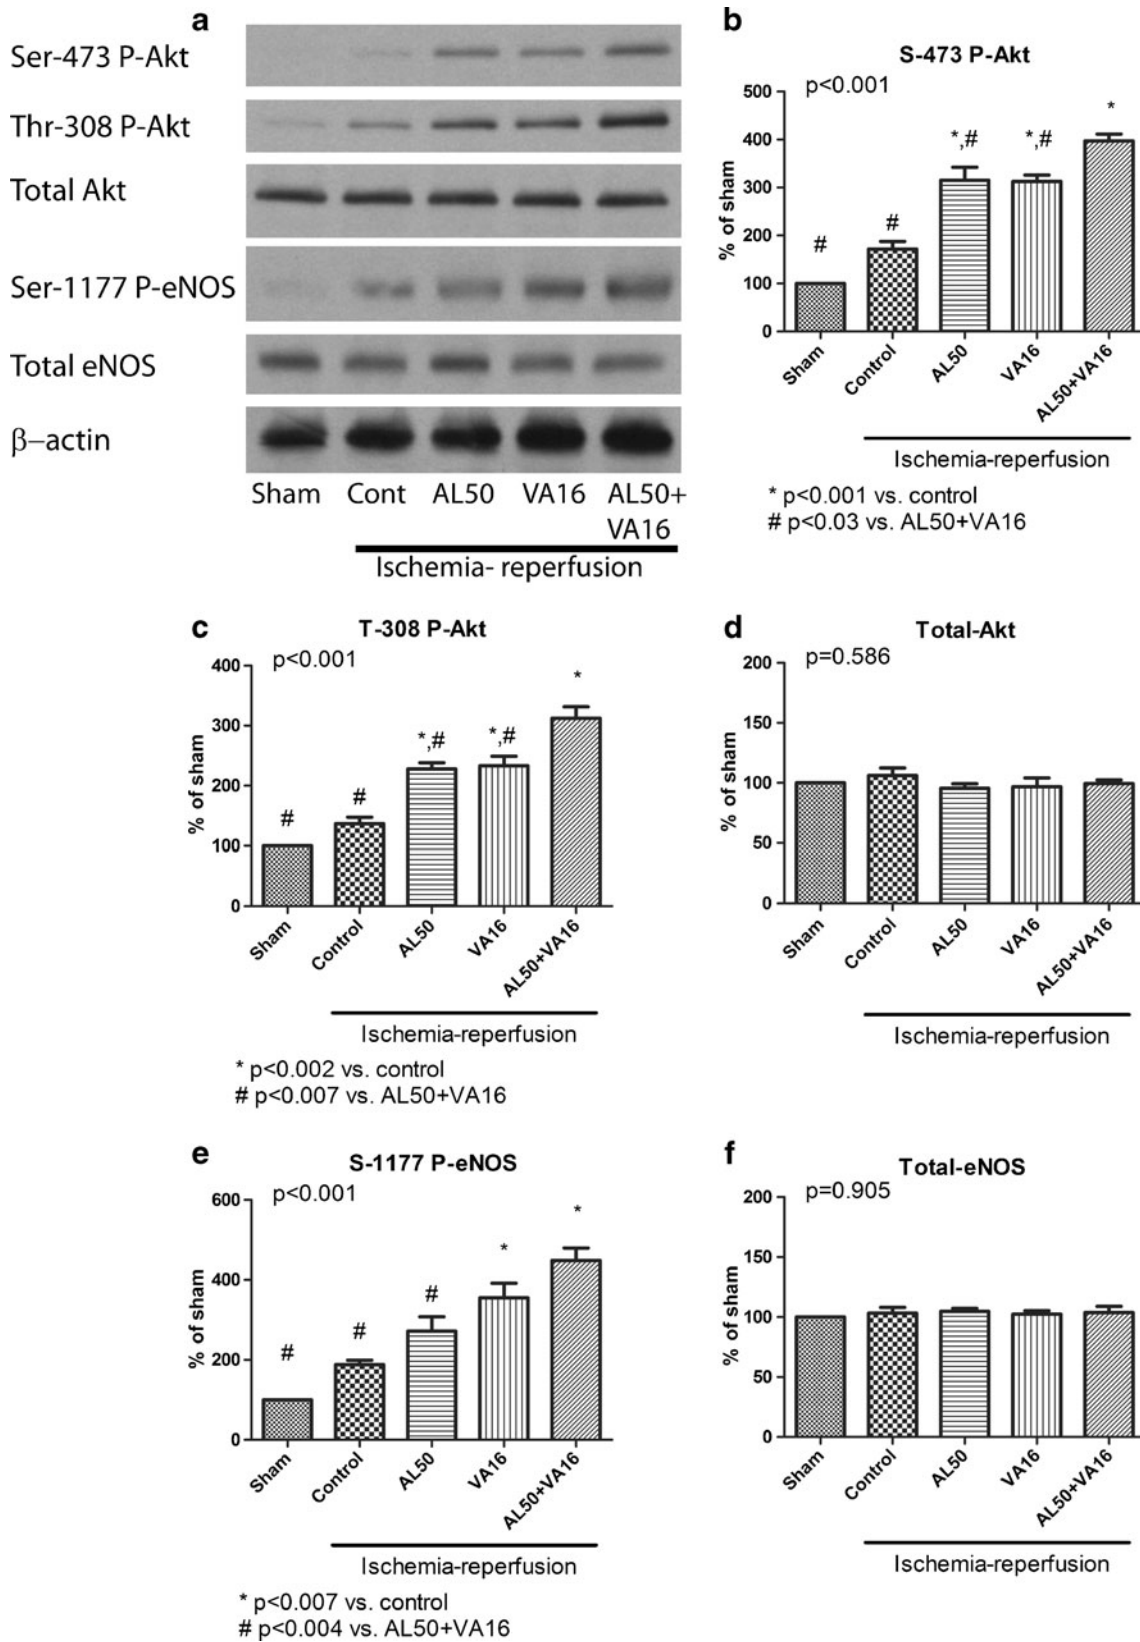 a
Ser-473 P-Akt
Thr-308 P-Akt
Total Akt
Ser-1177 P-eNOS
Total eNOS
β–actin
Sham Cont AL50 VA16 AL50+
VA16
Ischemia- reperfusion
b
S-473 P-Akt
p<0.001
% of sham
500
400
300
200
100
0
#
#
*,#
*,#
*
Sham
Control
AL50
VA16
AL50+VA16
Ischemia-reperfusion
* p<0.001 vs. control
# p<0.03 vs. AL50+VA16
c
T-308 P-Akt
p<0.001
% of sham
400
300
200
100
0
#
#
*,#
*,#
*
Sham
Control
AL50
VA16
AL50+VA16
Ischemia-reperfusion
* p<0.002 vs. control
# p<0.007 vs. AL50+VA16
d
Total-Akt
p=0.586
% of sham
200
150
100
50
0
Sham
Control
AL50
VA16
AL50+VA16
Ischemia-reperfusion
e
S-1177 P-eNOS
p<0.001
% of sham
600
400
200
0
#
#
#
*
*
Sham
Control
AL50
VA16
AL50+VA16
Ischemia-reperfusion
* p<0.007 vs. control
# p<0.004 vs. AL50+VA16
f
Total-eNOS
p=0.905
% of sham
200
150
100
50
0
Sham
Control
AL50
VA16
AL50+VA16
Ischemia-reperfusion